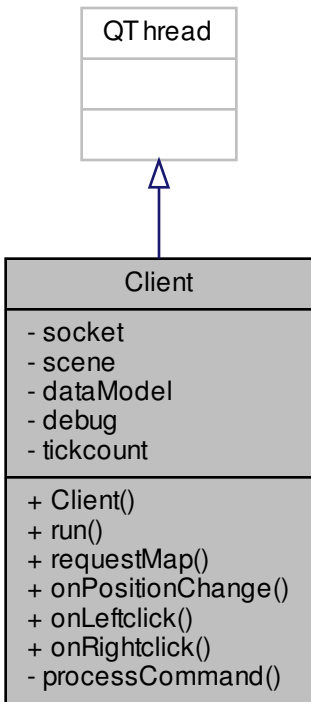 QThread
Client
- socket
- scene
- dataModel
- debug
- tickcount
+ Client()
+ run()
+ requestMap()
+ onPositionChange()
+ onLeftclick()
+ onRightclick()
- processCommand()